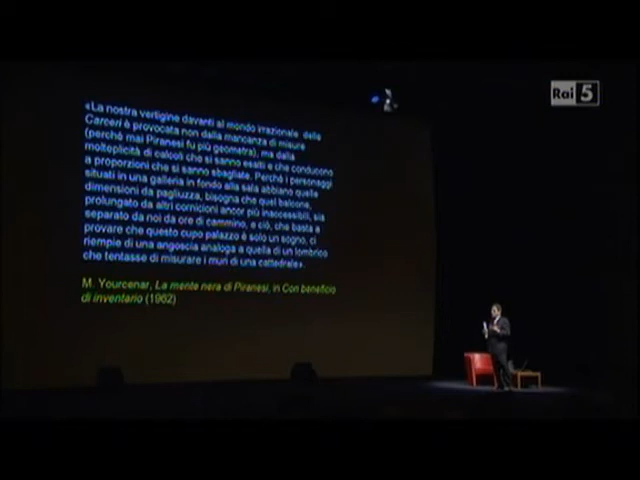 Rai 5
«La nostra vertigine davanti al mondo irrazionale delle
Carceri è provocata non dalla mancanza di misure
(perché mai Piranesi fu più geometra), ma dalla
molteplicità di calcoli che si sanno esatti e che conducono
a proporzioni che si sanno sbagliate. Perché i personaggi
situati in una galleria in fondo alla sala abbiano quelle
dimensioni da pagliuzza, bisogna che quel balcone,
prolungato da altri cornicioni ancor più inaccessibili, sia
separato da noi da ore di cammino, e ciò, che basta a
provare che questo cupo palazzo è solo un sogno, ci
riempie di una angoscia analoga a quella di un lombrico
che tentasse di misurare i muri di una cattedrale».
M. Yourcenar, La mente nera di Piranesi, in Con beneficio
di inventario (1962)